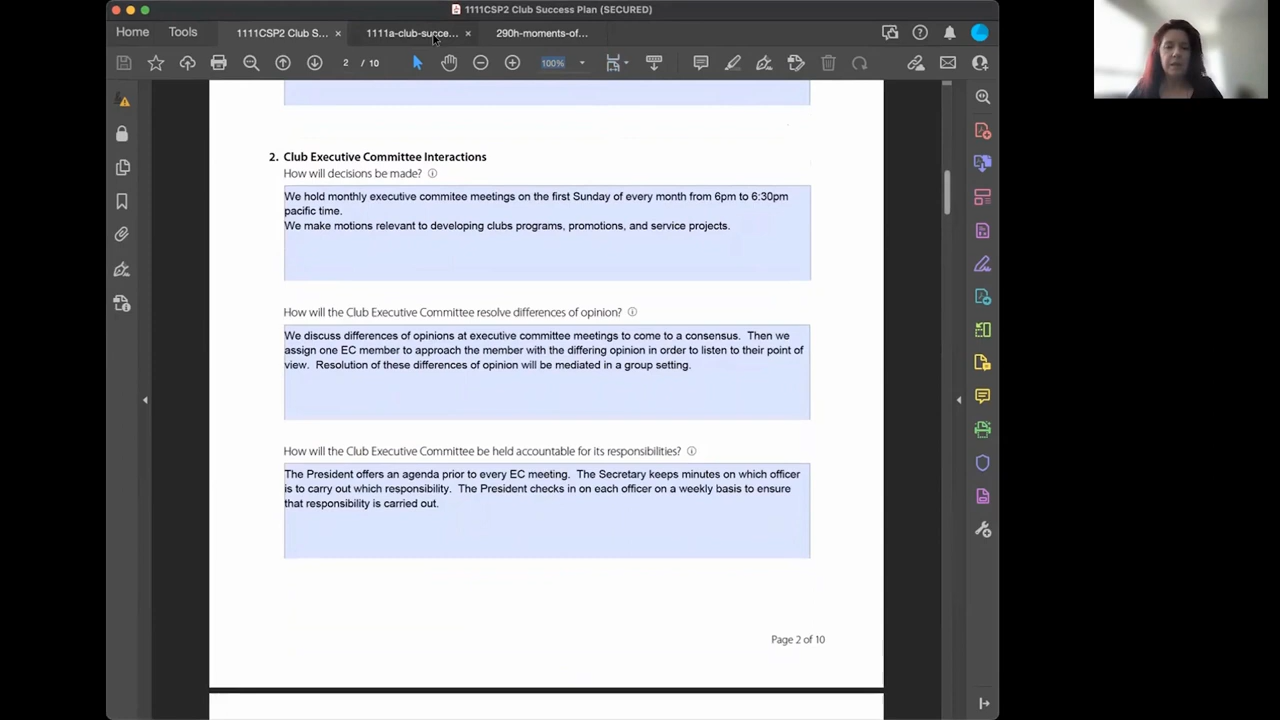 1111CSP2 Club Success Plan (SECURED)
Home
Tools
1111CSP2 Club S...
1111a-club-succe...
290h-moments-of...
2 / 10
100%
2. Club Executive Committee Interactions
How will decisions be made?
We hold monthly executive commitee meetings on the first Sunday of every month from 6pm to 6:30pm
pacific time.
We make motions relevant to developing clubs programs, promotions, and service projects.
How will the Club Executive Committee resolve differences of opinion?
We discuss differences of opinions at executive committee meetings to come to a consensus. Then we
assign one EC member to approach the member with the differing opinion in order to listen to their point of
view. Resolution of these differences of opinion will be mediated in a group setting.
How will the Club Executive Committee be held accountable for its responsibilities?
The President offers an agenda prior to every EC meeting. The Secretary keeps minutes on which officer
is to carry out which responsibility. The President checks in on each officer on a weekly basis to ensure
that responsibility is carried out.
Page 2 of 10